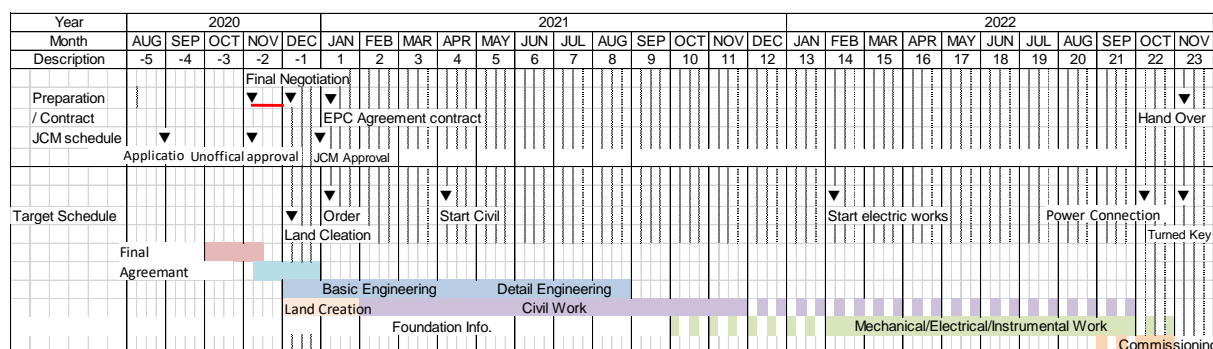 Year 2020 2021 2022
Month AUG SEP OCT NOV DEC JAN FEB MAR APR MAY JUN JUL AUG SEP OCT NOV DEC JAN FEB MAR APR MAY JUN JUL AUG SEP OCT NOV
Description -5 -4 -3 -2 -1 1 2 3 4 5 6 7 8 9 10 11 12 13 14 15 16 17 18 19 20 21 22 23
Final Negotiation
Preparation
/ Contract EPC Agreement contract Hand Over
JCM schedule
Applicatio Unoffical approval JCM Approval
Target Schedule Order Start Civil Start electric works Power Connection
Land Cleation Turned Key
Final
Agreemant
Basic Engineering Detail Engineering
Land Creation Civil Work
Foundation Info. Mechanical/Electrical/Instrumental Work
Commissioning